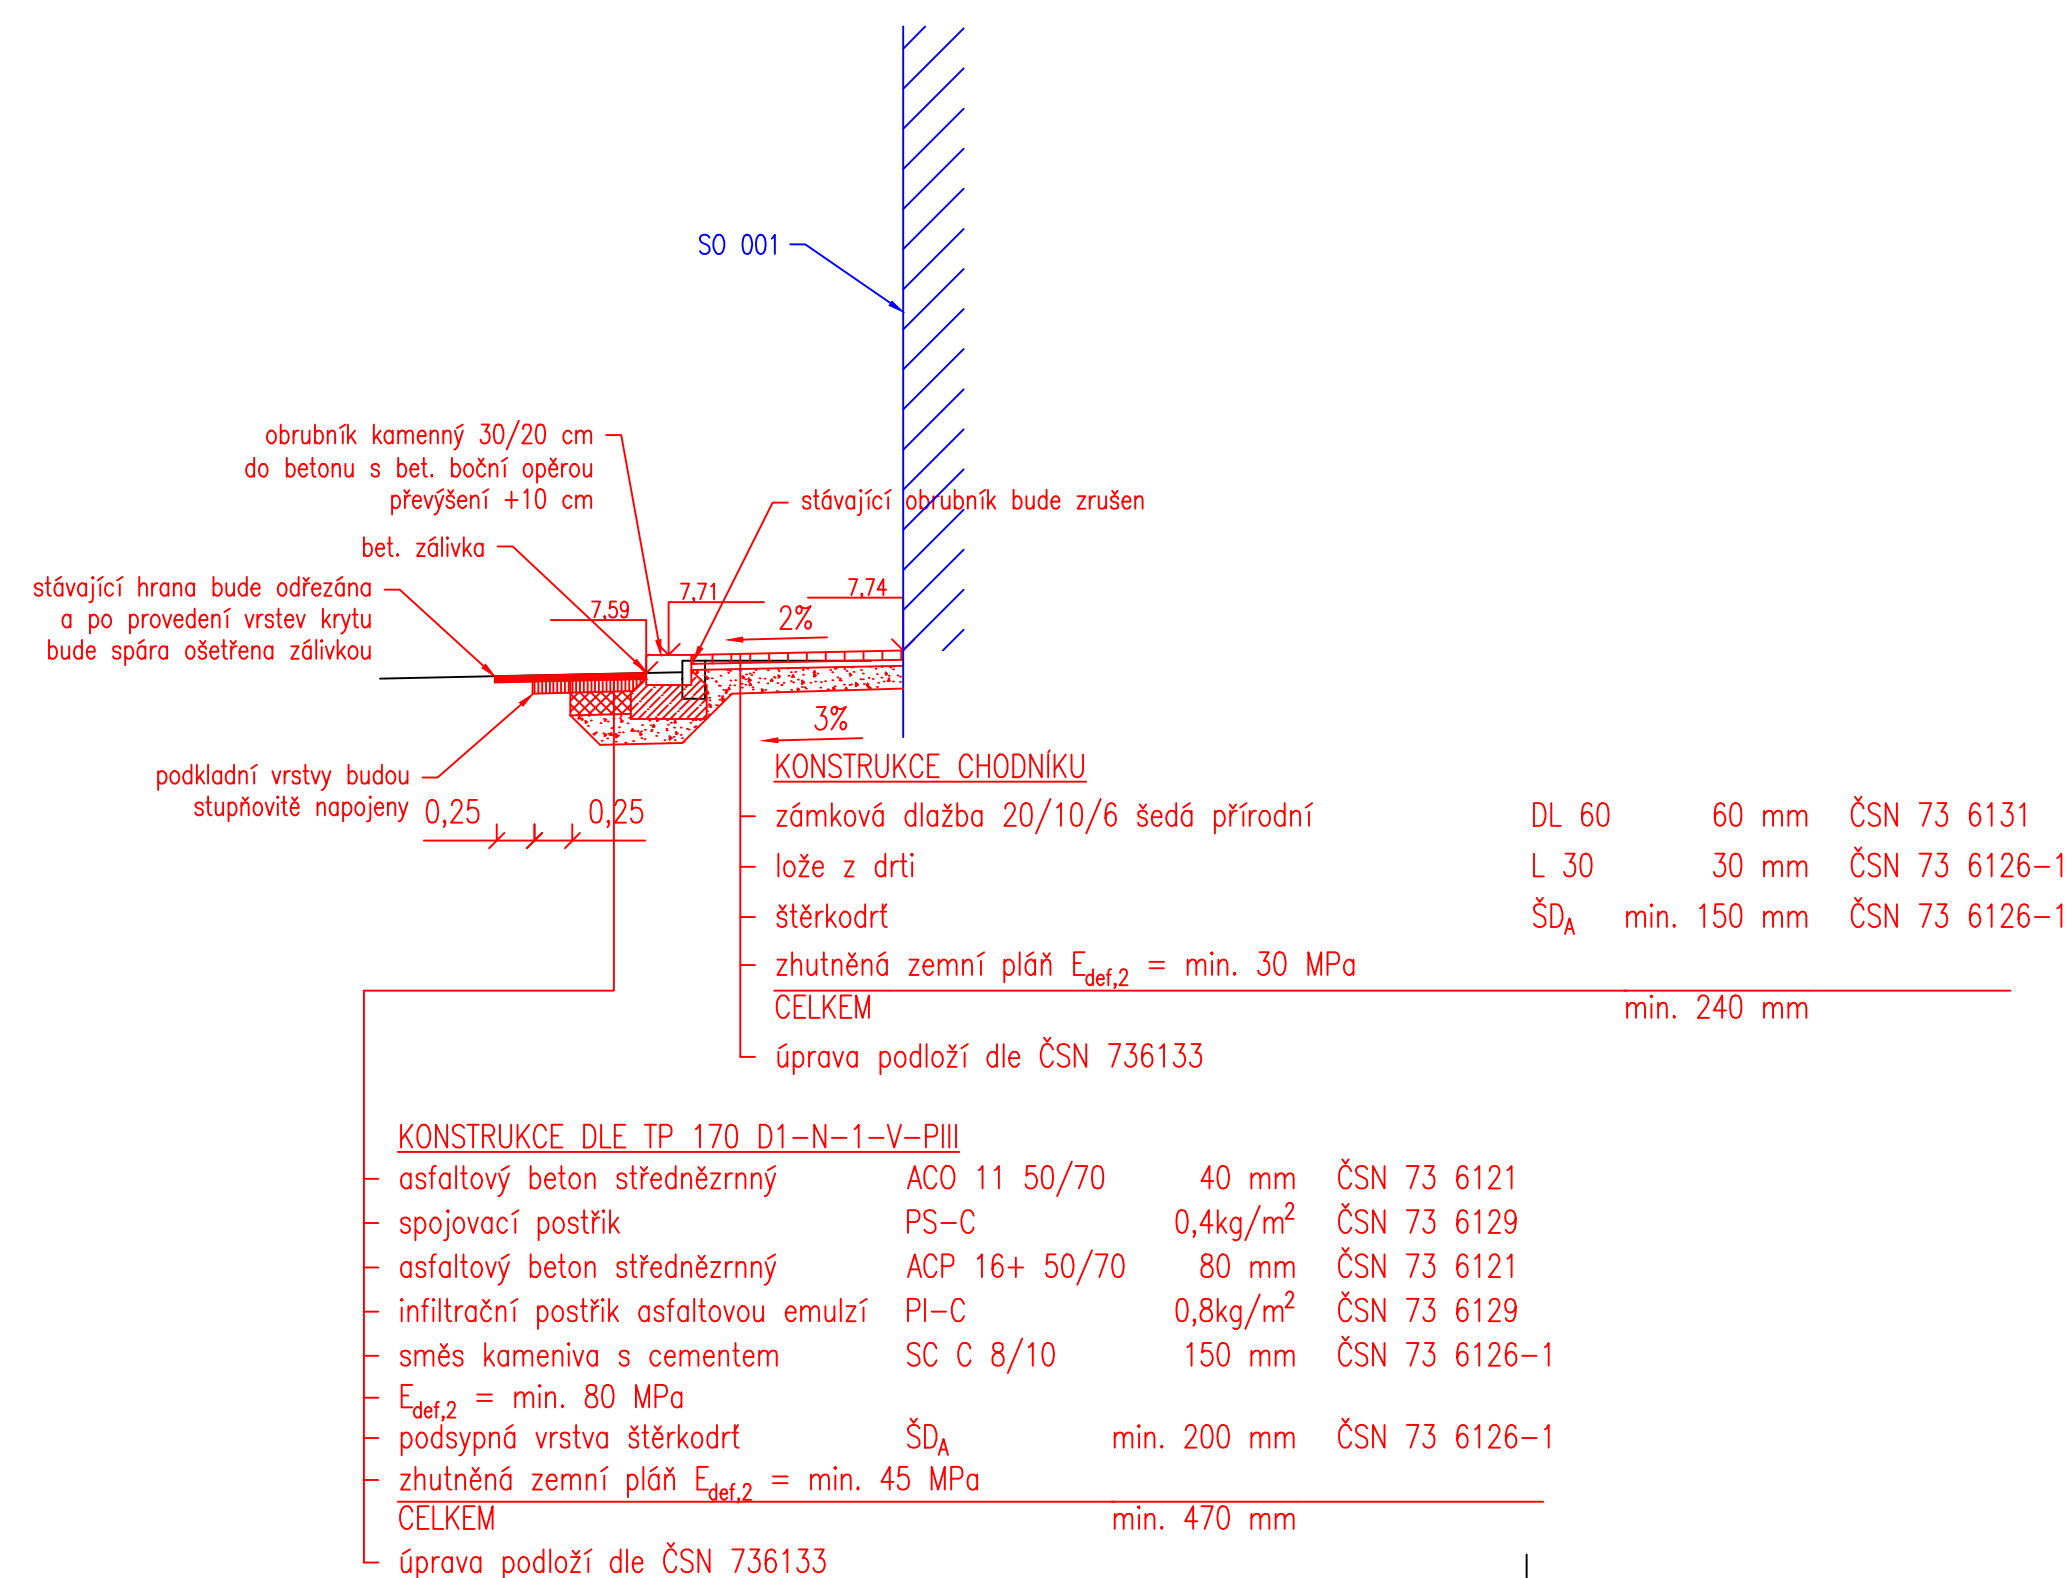 SO 001
obrubník kamenný 30/20 cm
do betonu s bet. boční opěrou
převýšení +10 cm
stávající obrubník bude zrušen
bet. zálivka
stávající hrana bude odřezána
a po provedení vrstev krytu
bude spára ošetřena zálivkou
7,59
7,71
7,74
2%
3%
podkladní vrstvy budou
stupňovitě napojeny
0,25
0,25
KONSTRUKCE CHODNÍKU
zámková dlažba 20/10/6 šedá přírodní DL 60 60 mm ČSN 73 6131
lože z drti L 30 30 mm ČSN 73 6126-1
štěrkodrť ŠD_A min. 150 mm ČSN 73 6126-1
zhutněná zemní pláň E_def,2 = min. 30 MPa
CELKEM min. 240 mm
úprava podloží dle ČSN 736133
KONSTRUKCE DLE TP 170 D1-N-1-V-PIII
asfaltový beton střednězrnný ACO 11 50/70 40 mm ČSN 73 6121
spojovací postřik PS-C 0,4kg/m² ČSN 73 6129
asfaltový beton střednězrnný ACP 16+ 50/70 80 mm ČSN 73 6121
infiltrační postřik asfaltovou emulzí PI-C 0,8kg/m² ČSN 73 6129
směs kameniva s cementem SC C 8/10 150 mm ČSN 73 6126-1
E_def,2 = min. 80 MPa
podsypná vrstva štěrkodrť ŠD_A min. 200 mm ČSN 73 6126-1
zhutněná zemní pláň E_def,2 = min. 45 MPa
CELKEM min. 470 mm
úprava podloží dle ČSN 736133